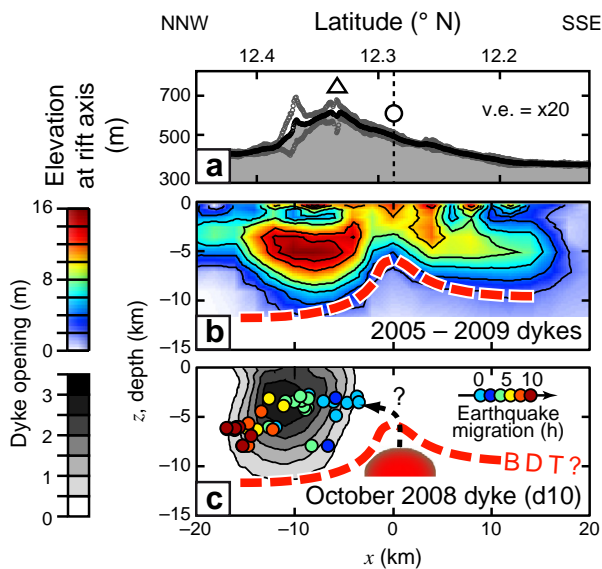 NNW Latitude (° N) SSE
12.4 12.3 12.2
Elevation
at rift axis
(m)
700
500
300
v.e. = x20
a
Dyke opening (m)
16
12
8
4
0
0
−5
−10
−15
z, depth (km)
b
2005 – 2009 dykes
3
2
1
0
0
−5
−10
−15
?
0 5 10
Earthquake
migration (h)
BDT?
c
October 2008 dyke (d10)
−20 −10 0 10 20
x (km)